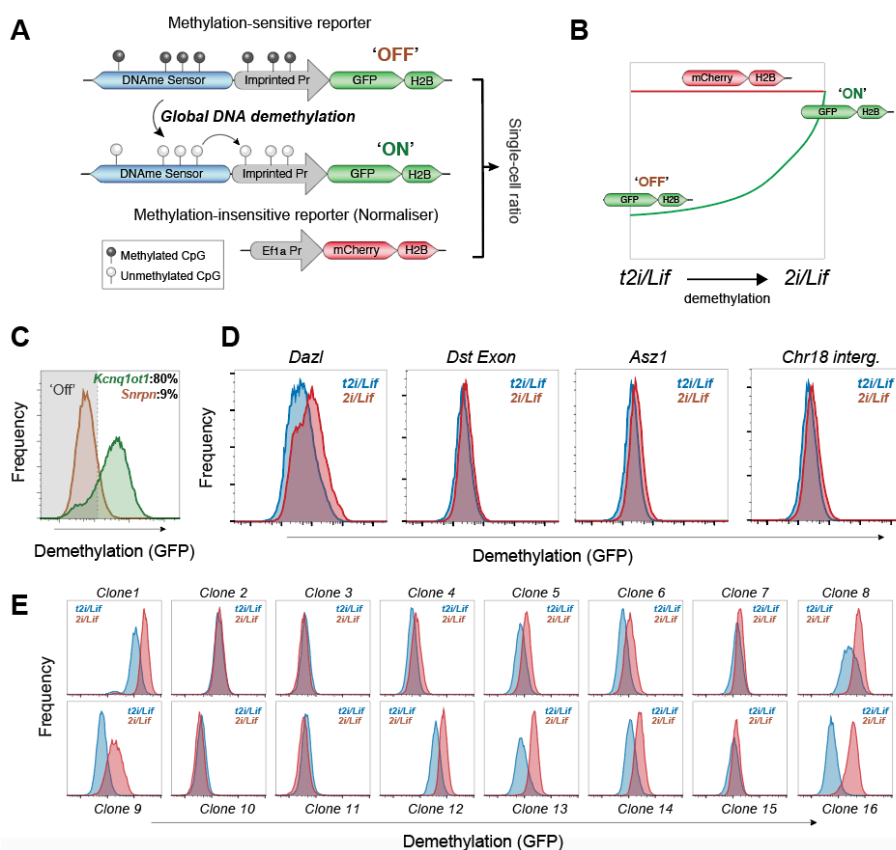 A
Methylation-sensitive reporter
'OFF'
DNAme Sensor
Imprinted Pr
GFP
H2B
Global DNA demethylation
'ON'
DNAme Sensor
Imprinted Pr
GFP
H2B
Methylation-insensitive reporter (Normaliser)
Ef1a Pr
mCherry
H2B
Methylated CpG
Unmethylated CpG
Single-cell ratio
B
mCherry
H2B
'ON'
GFP
H2B
'OFF'
GFP
H2B
t2i/Lif
2i/Lif
demethylation
C
'Off'
Kcnq1ot1:80%
Snrpn:9%
Frequency
Demethylation (GFP)
D
Dazl
Dst Exon
Asz1
Chr18 interg.
t2i/Lif
2i/Lif
t2i/Lif
2i/Lif
t2i/Lif
2i/Lif
t2i/Lif
2i/Lif
Frequency
Demethylation (GFP)
E
Clone1
Clone 2
Clone 3
Clone 4
Clone 5
Clone 6
Clone 7
Clone 8
t2i/Lif
2i/Lif
t2i/Lif
2i/Lif
t2i/Lif
2i/Lif
t2i/Lif
2i/Lif
t2i/Lif
2i/Lif
t2i/Lif
2i/Lif
t2i/Lif
2i/Lif
t2i/Lif
2i/Lif
Frequency
t2i/Lif
2i/Lif
t2i/Lif
2i/Lif
t2i/Lif
2i/Lif
t2i/Lif
2i/Lif
t2i/Lif
2i/Lif
t2i/Lif
2i/Lif
t2i/Lif
2i/Lif
t2i/Lif
2i/Lif
Clone 9
Clone 10
Clone 11
Clone 12
Clone 13
Clone 14
Clone 15
Clone 16
Demethylation (GFP)